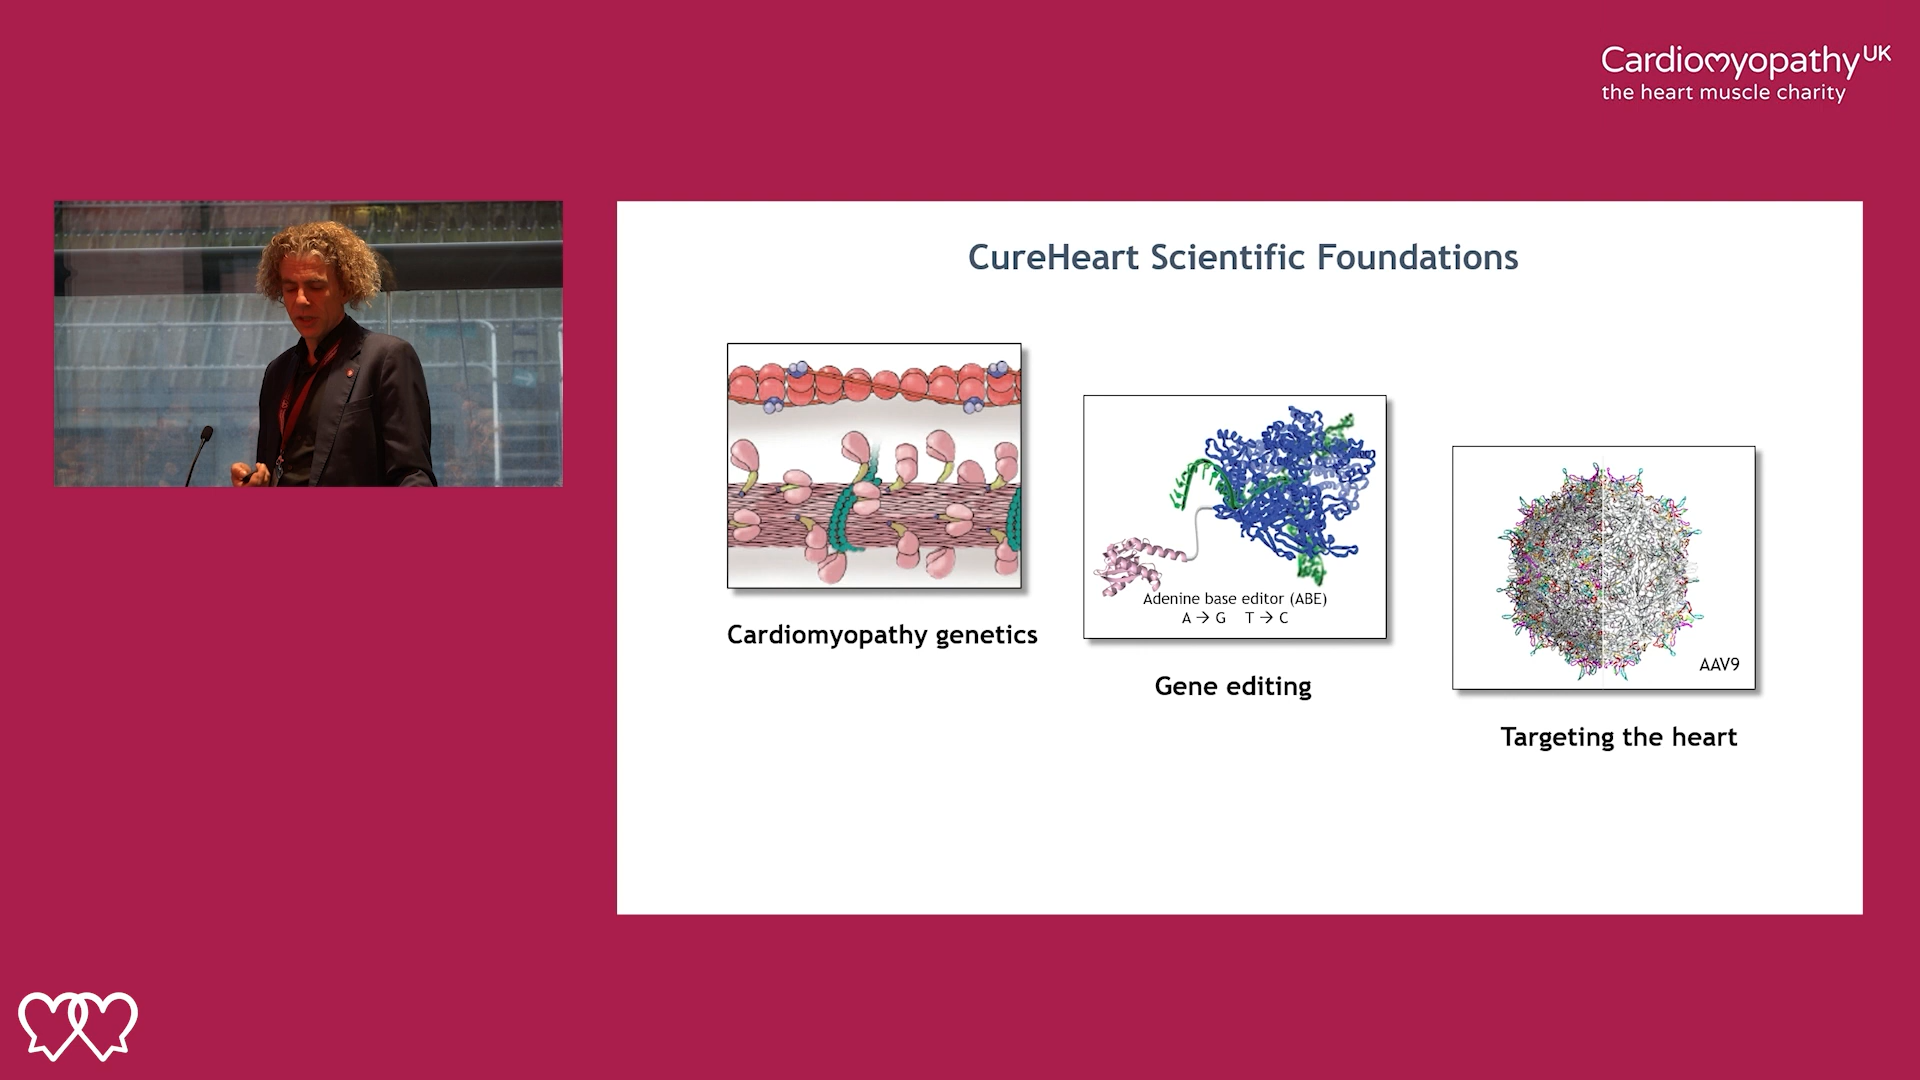 Cardiomyopathy UK
the heart muscle charity
CureHeart Scientific Foundations
Adenine base editor (ABE)
A → G T → C
AAV9
Cardiomyopathy genetics
Gene editing
Targeting the heart